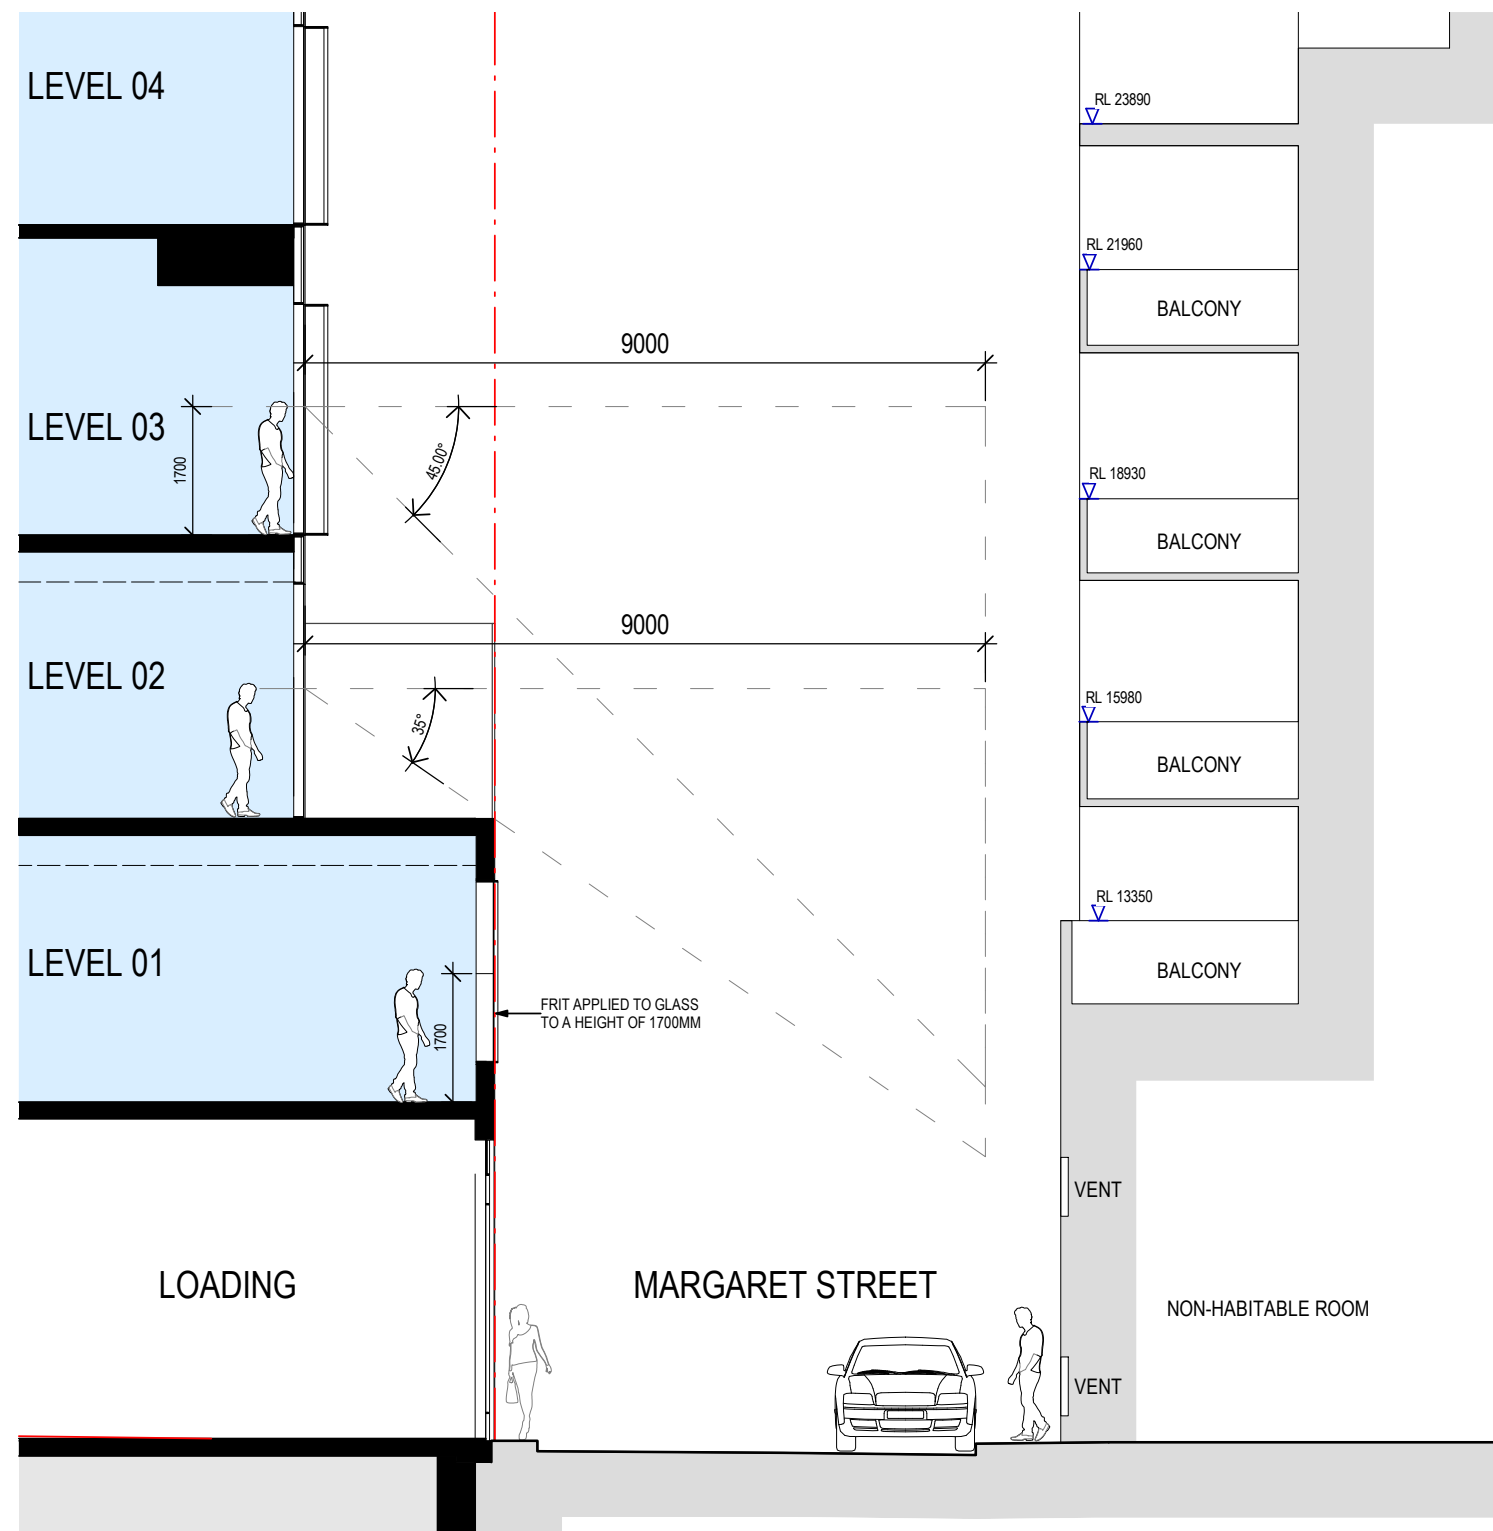 LEVEL 04
RL 23890
RL 21960
BALCONY
9000
LEVEL 03
1700
45.00°
RL 18930
BALCONY
9000
LEVEL 02
35°
RL 15980
BALCONY
RL 13350
LEVEL 01
BALCONY
1700
FRIT APPLIED TO GLASS
TO A HEIGHT OF 1700MM
VENT
LOADING
MARGARET STREET
NON-HABITABLE ROOM
VENT